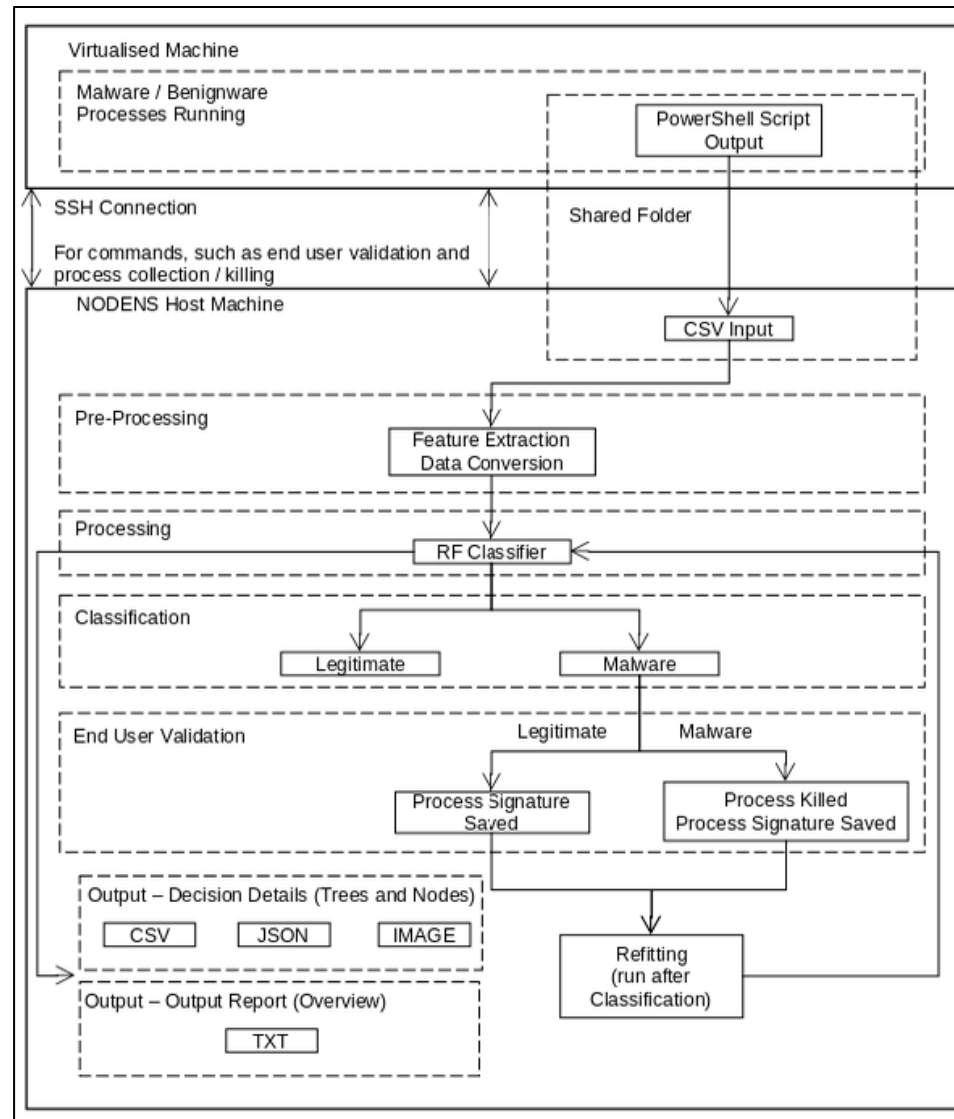 Virtualised Machine
Malware / Benignware
Processes Running
PowerShell Script
Output
SSH Connection
Shared Folder
For commands, such as end user validation and
process collection / killing
NODENS Host Machine
CSV Input
Pre-Processing
Feature Extraction
Data Conversion
Processing
RF Classifier
Classification
Legitimate
Malware
End User Validation
Legitimate
Malware
Process Signature
Saved
Process Killed
Process Signature Saved
Output – Decision Details (Trees and Nodes)
CSV
JSON
IMAGE
Refitting
(run after
Classification)
Output – Output Report (Overview)
TXT